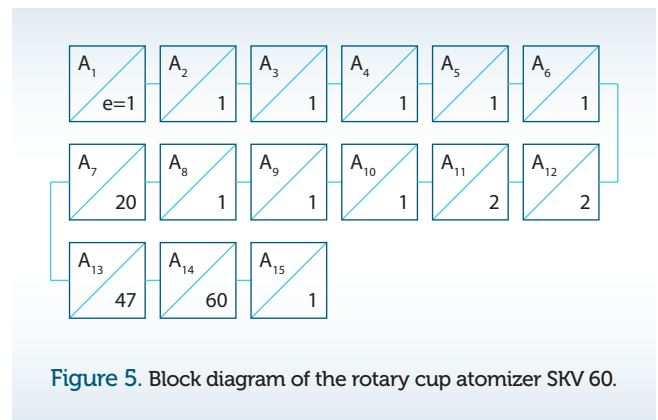 A₁ A₂ A₃ A₄ A₅ A₆
e=1 1 1 1 1 1
A₇ A₈ A₉ A₁₀ A₁₁ A₁₂
20 1 1 1 2 2
A₁₃ A₁₄ A₁₅
47 60 1
Figure 5. Block diagram of the rotary cup atomizer SKV 60.